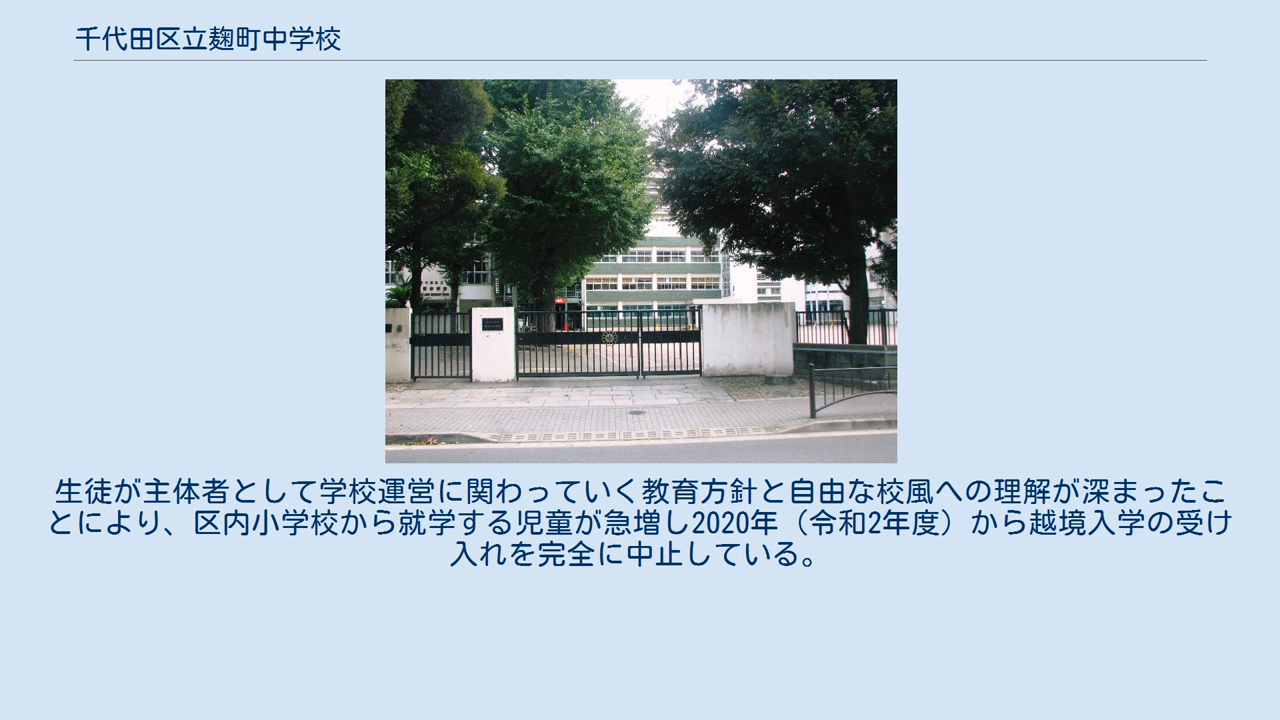 千代田区立麹町中学校
生徒が主体者として学校運営に関わっていく教育方針と自由な校風への理解が深まったこ
とにより、区内小学校から就学する児童が急増し2020年（令和2年度）から越境入学の受け
入れを完全に中止している。